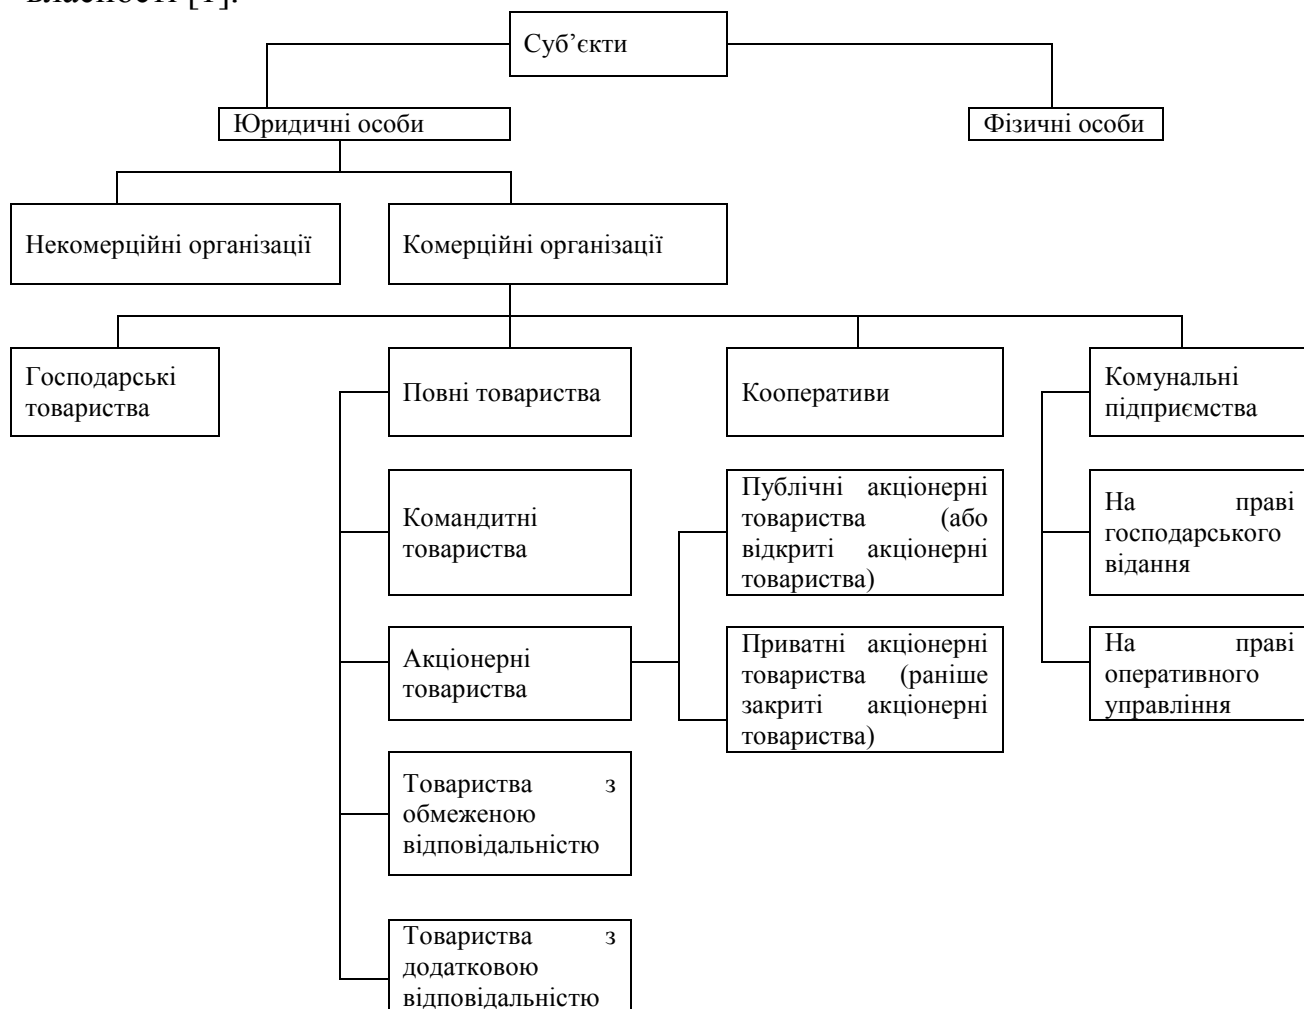 власності [1].
Суб’єкти
Юридичні особи
Фізичні особи
Некомерційні організації
Комерційні організації
Господарські
товариства
Повні товариства
Кооперативи
Комунальні
підприємства
Командитні
товариства
Публічні акціонерні
товариства (або
відкриті акціонерні
товариства)
На праві
господарського
відання
Акціонерні
товариства
Приватні акціонерні
товариства (раніше
закриті акціонерні
товариства)
На праві
оперативного
управління
Товариства з
обмеженою
відповідальністю
Товариства з
додатковою
відповідальністю